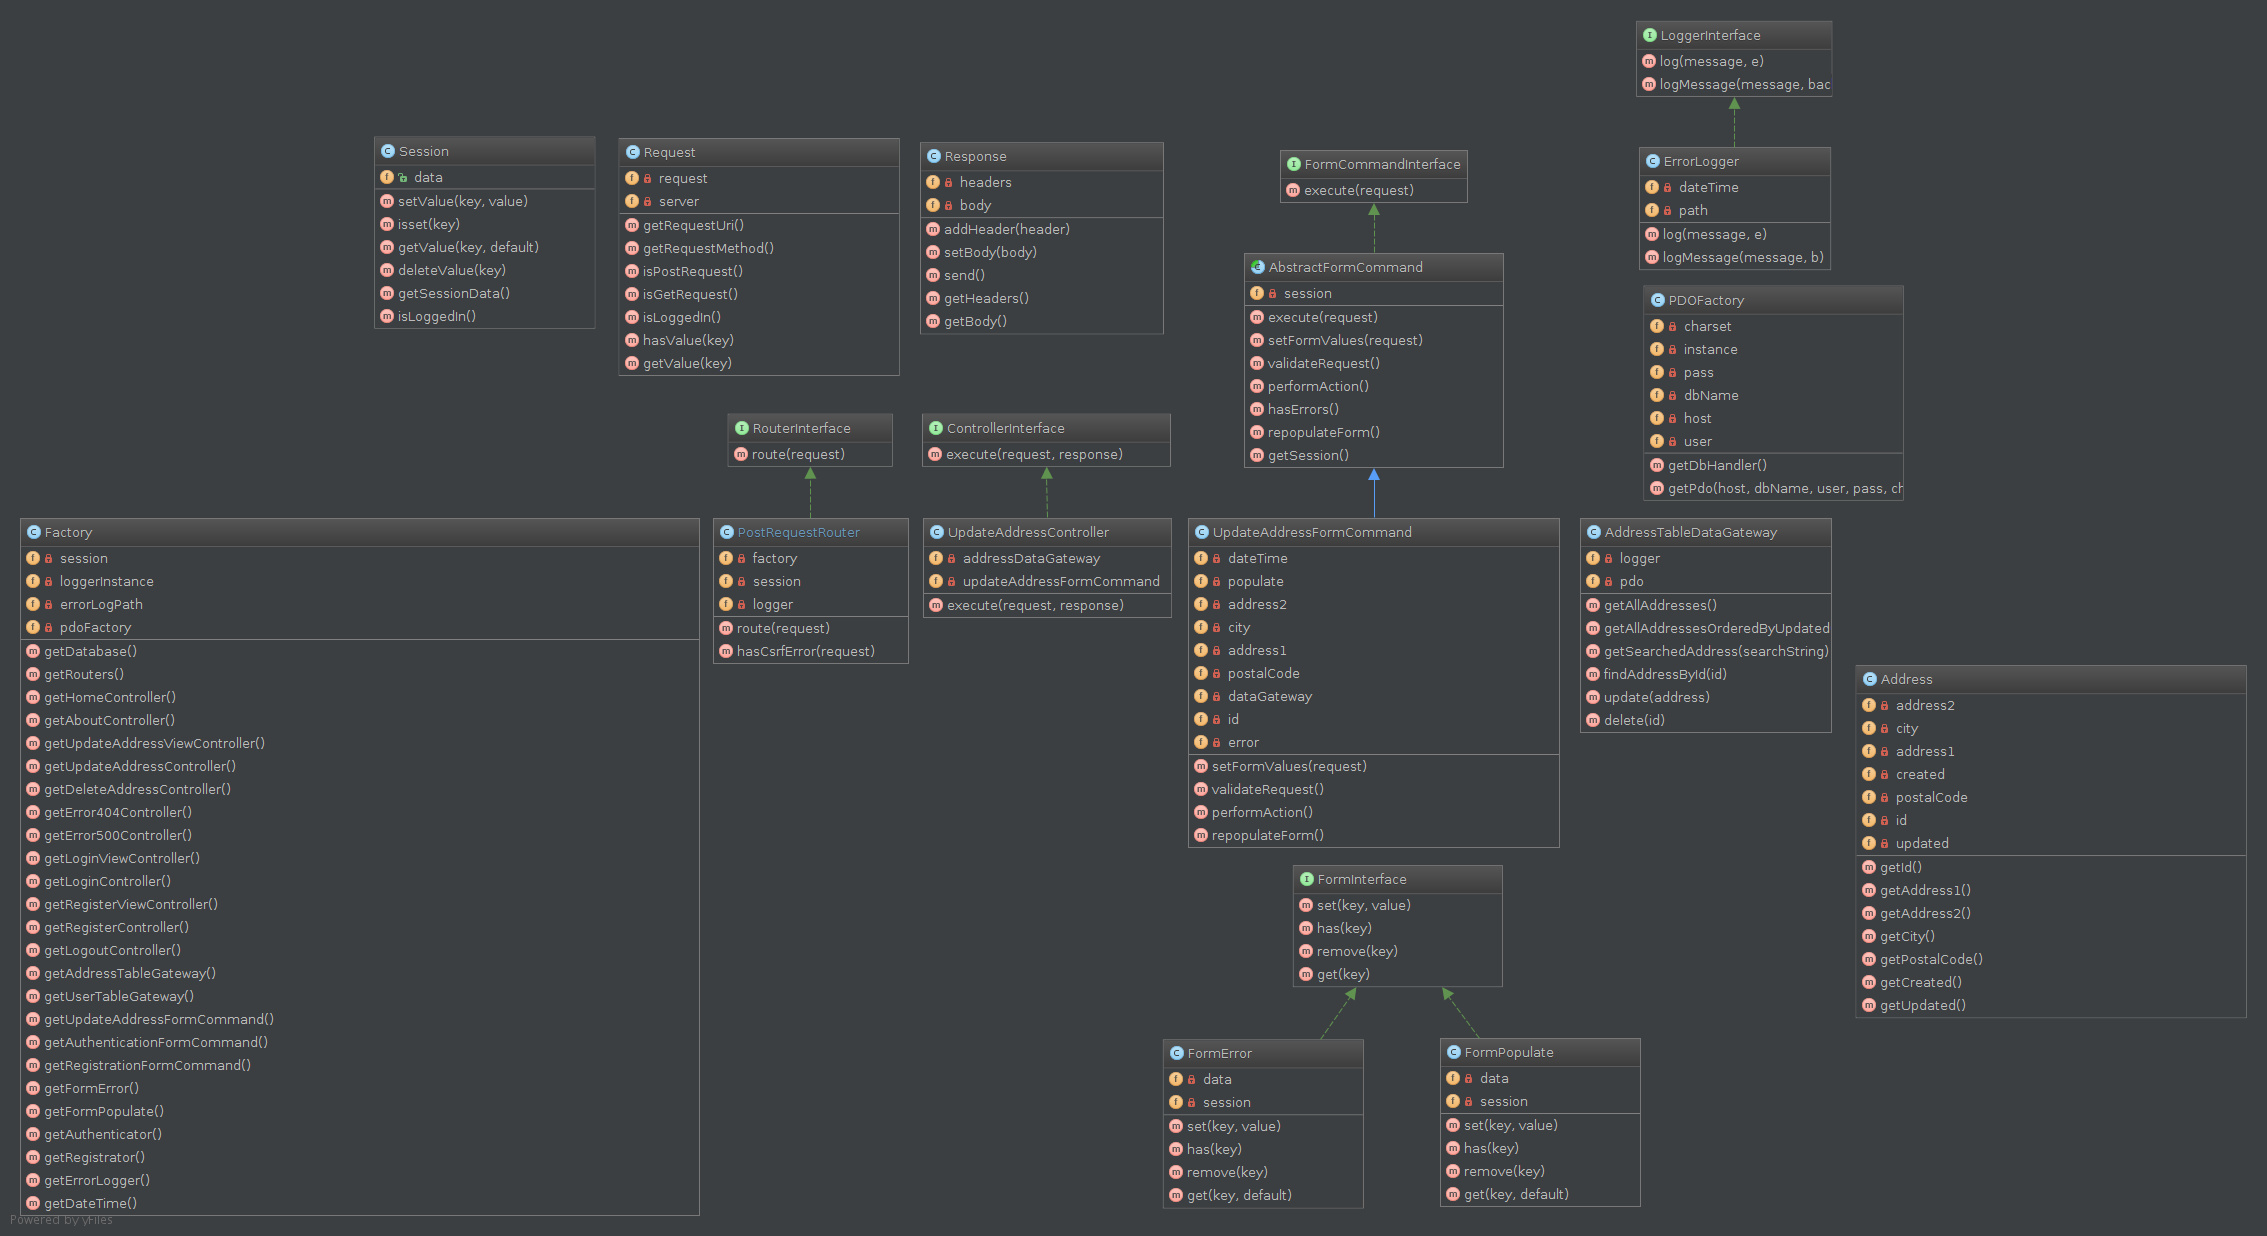 LoggerInterface
log(message, e)
logMessage(message, bac
ErrorLogger
dateTime
path
log(message, e)
logMessage(message, b)
Session
data
setValue(key, value)
isset(key)
getValue(key, default)
deleteValue(key)
getSessionData()
isLoggedIn()
Request
request
server
getRequestUri()
getRequestMethod()
isPostRequest()
isGetRequest()
isLoggedIn()
hasValue(key)
getValue(key)
Response
headers
body
addHeader(header)
setBody(body)
send()
getHeaders()
getBody()
FormCommandInterface
execute(request)
AbstractFormCommand
session
execute(request)
setFormValues(request)
validateRequest()
performAction()
hasErrors()
repopulateForm()
getSession()
PDOFactory
charset
instance
pass
dbName
host
user
getDbHandler()
getPdo(host, dbName, user, pass, ch
RouterInterface
route(request)
ControllerInterface
execute(request, response)
Factory
session
loggerInstance
errorLogPath
pdoFactory
getDatabase()
getRouters()
getHomeController()
getAboutController()
getUpdateAddressViewController()
getUpdateAddressController()
getDeleteAddressController()
getError404Controller()
getError500Controller()
getLoginViewController()
getLoginController()
getRegisterViewController()
getRegisterController()
getLogoutController()
getAddressTableGateway()
getUserTableGateway()
getUpdateAddressFormCommand()
getAuthenticationFormCommand()
getRegistrationFormCommand()
getFormError()
getFormPopulate()
getAuthenticator()
getRegistrator()
getErrorLogger()
getDateTime()
PostRequestRouter
factory
session
logger
route(request)
hasCsrfError(request)
UpdateAddressController
addressDataGateway
updateAddressFormCommand
execute(request, response)
UpdateAddressFormCommand
dateTime
populate
address2
city
address1
postalCode
dataGateway
id
error
setFormValues(request)
validateRequest()
performAction()
repopulateForm()
AddressTableDataGateway
logger
pdo
getAllAddresses()
getAllAddressesOrderedByUpdated
getSearchedAddress(searchString)
findAddressById(id)
update(address)
delete(id)
Address
address2
city
address1
created
postalCode
id
updated
getId()
getAddress1()
getAddress2()
getCity()
getPostalCode()
getCreated()
getUpdated()
FormInterface
set(key, value)
has(key)
remove(key)
get(key)
FormError
data
session
set(key, value)
has(key)
remove(key)
get(key, default)
FormPopulate
data
session
set(key, value)
has(key)
remove(key)
get(key, default)
Powered by yFiles